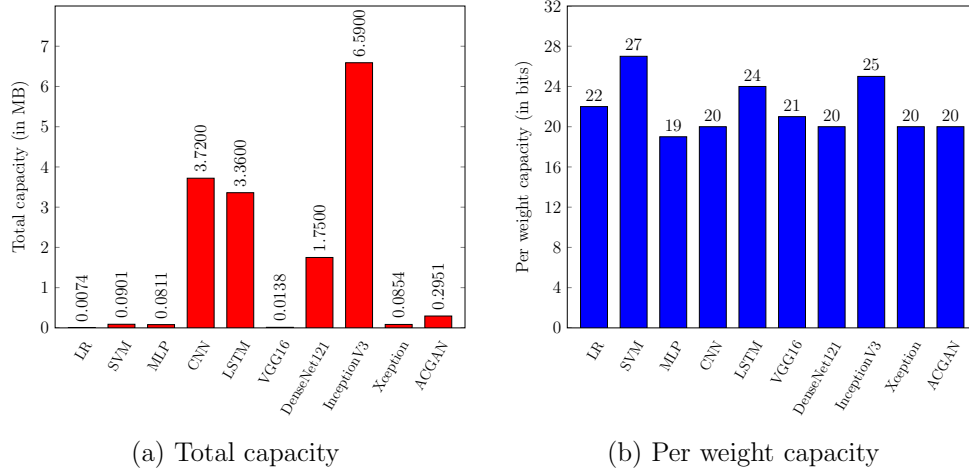 Total capacity (in MB)
7
6
5
4
3
2
1
0
0.0074
0.0901
0.0811
3.7200
3.3600
0.0138
1.7500
6.5900
0.0854
0.2951
LR
SVM
MLP
CNN
LSTM
VGG16
DenseNet121
InceptionV3
Xception
ACGAN
(a) Total capacity
Per weight capacity (in bits)
32
28
24
20
16
12
8
4
0
22
27
19
20
24
21
20
25
20
20
LR
SVM
MLP
CNN
LSTM
VGG16
DenseNet121
InceptionV3
Xception
ACGAN
(b) Per weight capacity